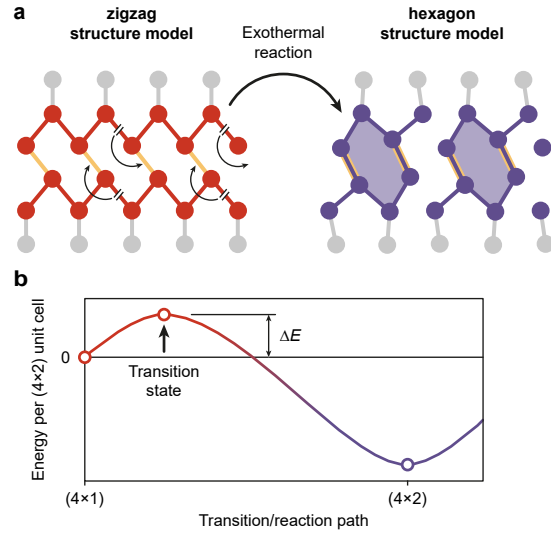 a
zigzag
structure model
Exothermal
reaction
hexagon
structure model
b
Energy per (4×2) unit cell
0
Transition
state
ΔE
(4×1)
(4×2)
Transition/reaction path